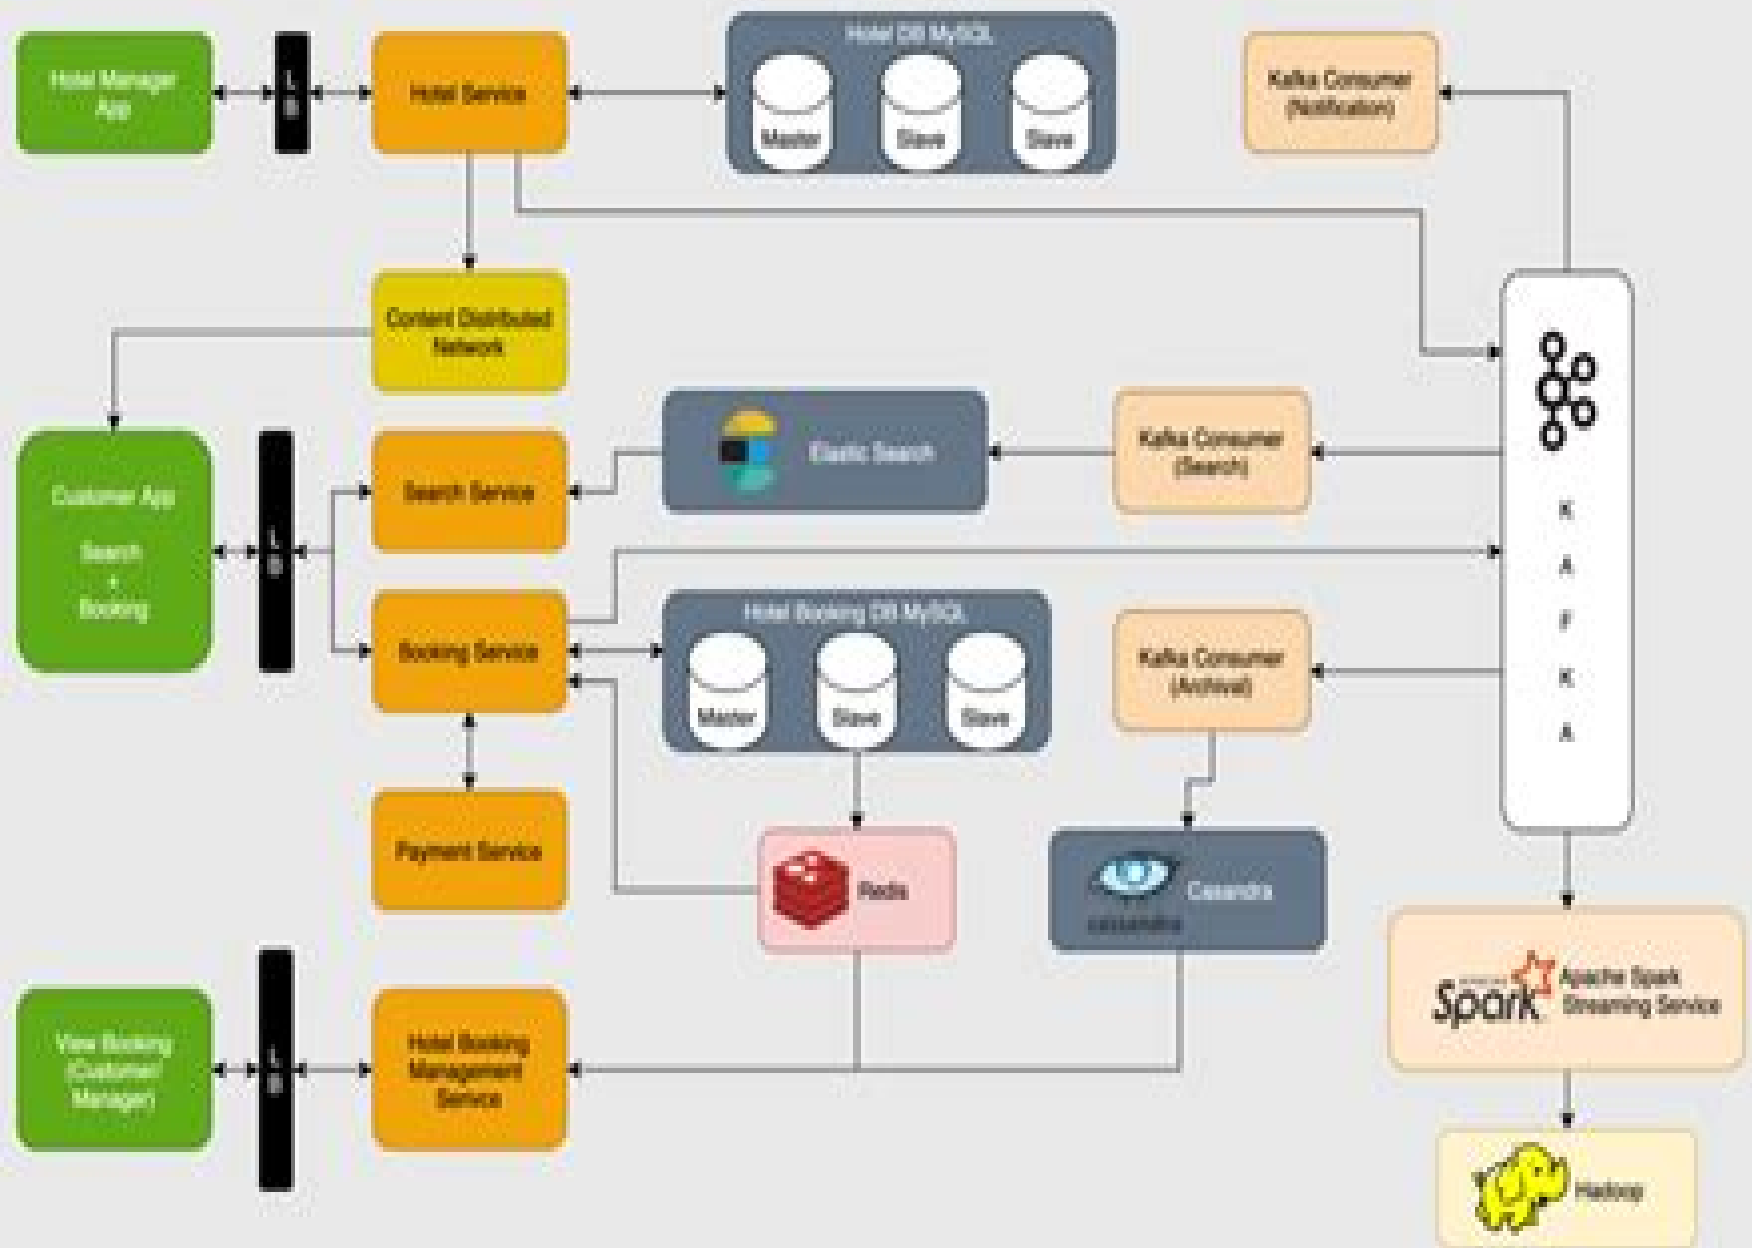 Hotel Manager
App
L
B
Hotel Service
Hotel DB MySQL
Master
Slave
Slave
Kafka Consumer
(Notification)
Content Distributed
Network
Customer App
Search
+
Booking
L
B
Search Service
Elastic Search
Kafka Consumer
(Search)
K
A
F
K
A
Booking Service
Hotel Booking DB MySQL
Master
Slave
Slave
Kafka Consumer
(Archival)
Payment Service
Redis
cassandra
Casandra
Spark
Apache Spark
Streaming Service
View Booking
(Customer/
Manager)
L
B
Hotel Booking
Management
Service
Hadoop